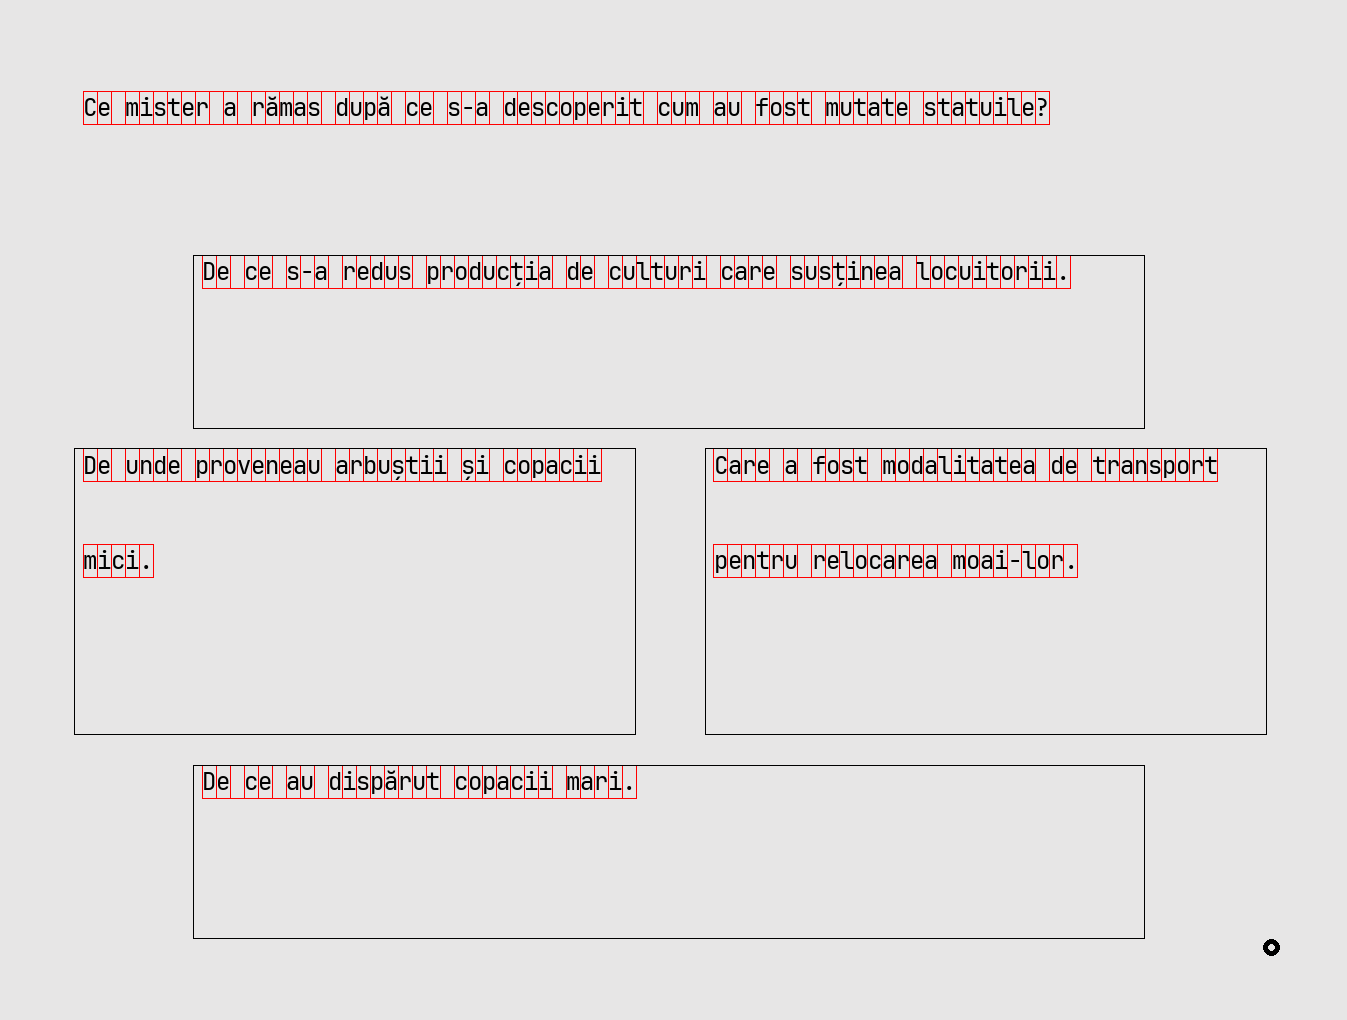 Ce mister a rămas după ce s-a descoperit cum au fost mutate statuile?
De ce s-a redus producția de culturi care susținea locuitorii.
De unde proveneau arbuștii și copacii
mici.
Care a fost modalitatea de transport
pentru relocarea moai-lor.
De ce au dispărut copacii mari.